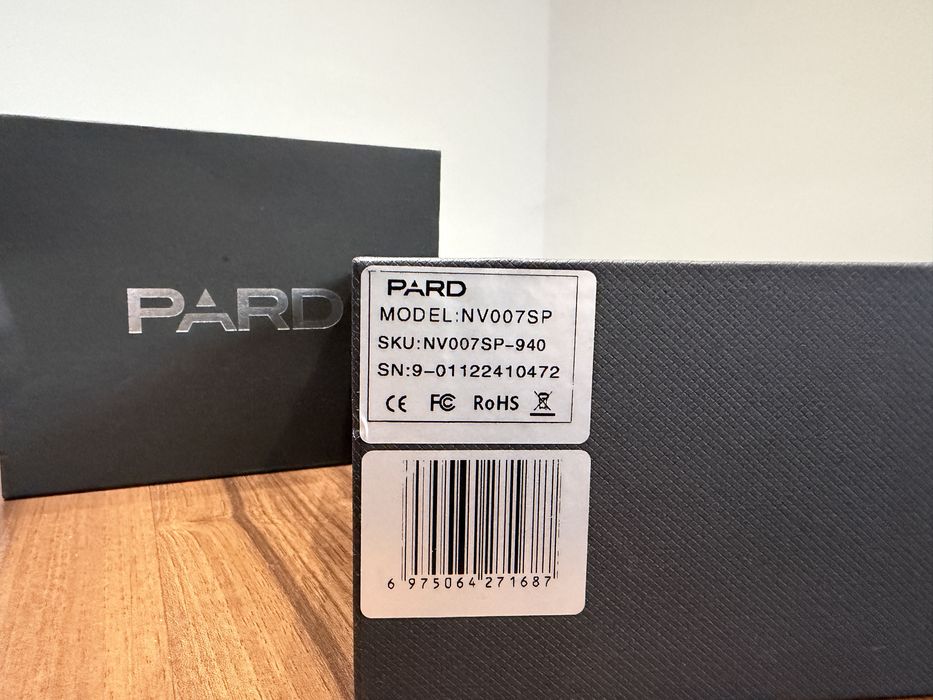 PARD
PARD
MODEL:NV007SP
SKU:NV007SP-940
SN:9-01122410472
CE FC RoHS
6 975064 271687